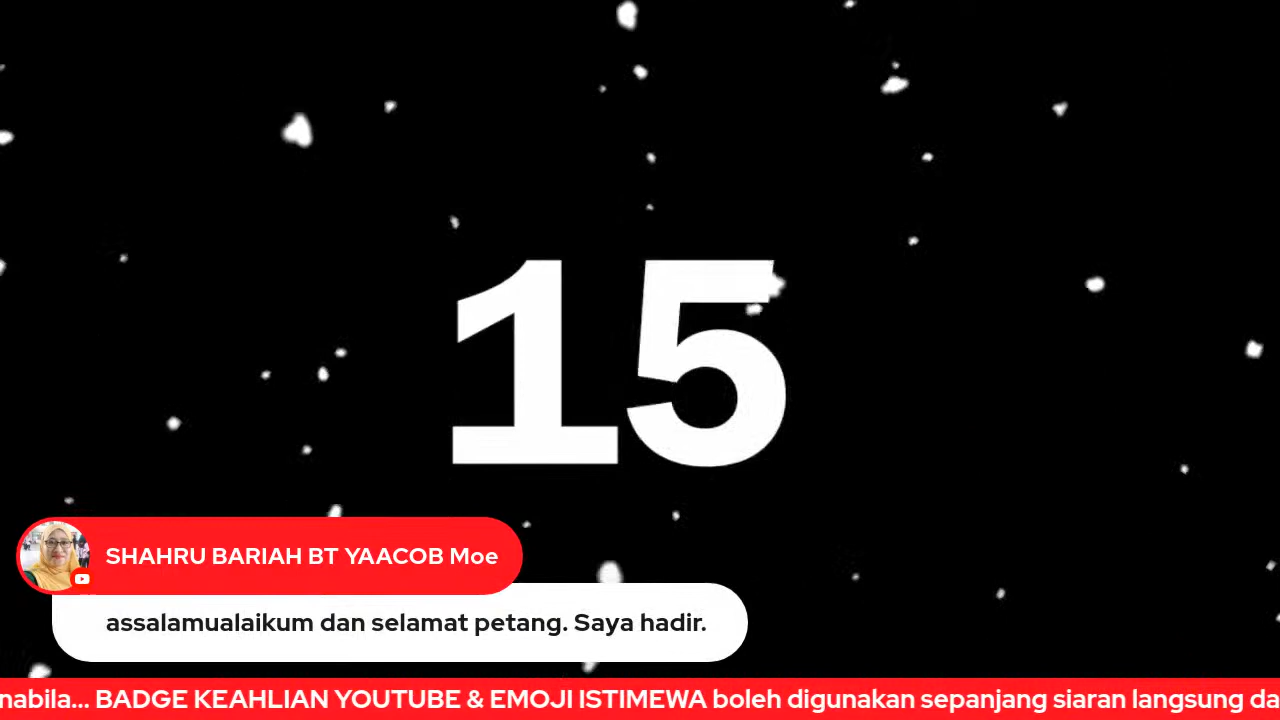 15
SHAHRU BARIAH BT YAACOB Moe
assalamualaikum dan selamat petang. Saya hadir.
nabila... BADGE KEAHLIAN YOUTUBE & EMOJI ISTIMEWA boleh digunakan sepanjang siaran langsung da